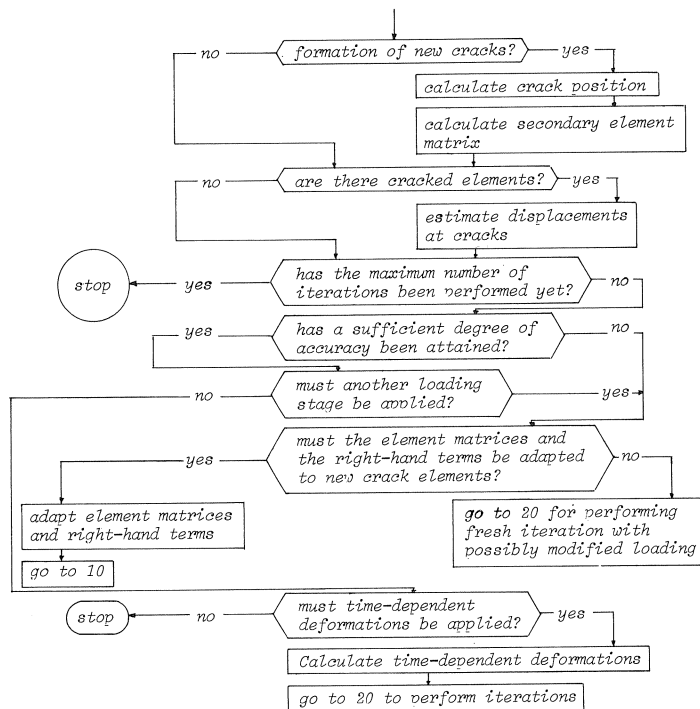 formation of new cracks?
no
yes
calculate crack position
calculate secondary element
matrix
are there cracked elements?
no
yes
estimate displacements
at cracks
has the maximum number of
iterations been performed yet?
stop
yes
no
has a sufficient degree of
accuracy been attained?
yes
no
must another loading
stage be applied?
no
yes
must the element matrices and
the right-hand terms be adapted
to new crack elements?
yes
no
adapt element matrices
and right-hand terms
go to 10
go to 20 for performing
fresh iteration with
possibly modified loading
must time-dependent
deformations be applied?
stop
no
yes
Calculate time-dependent deformations
go to 20 to perform iterations